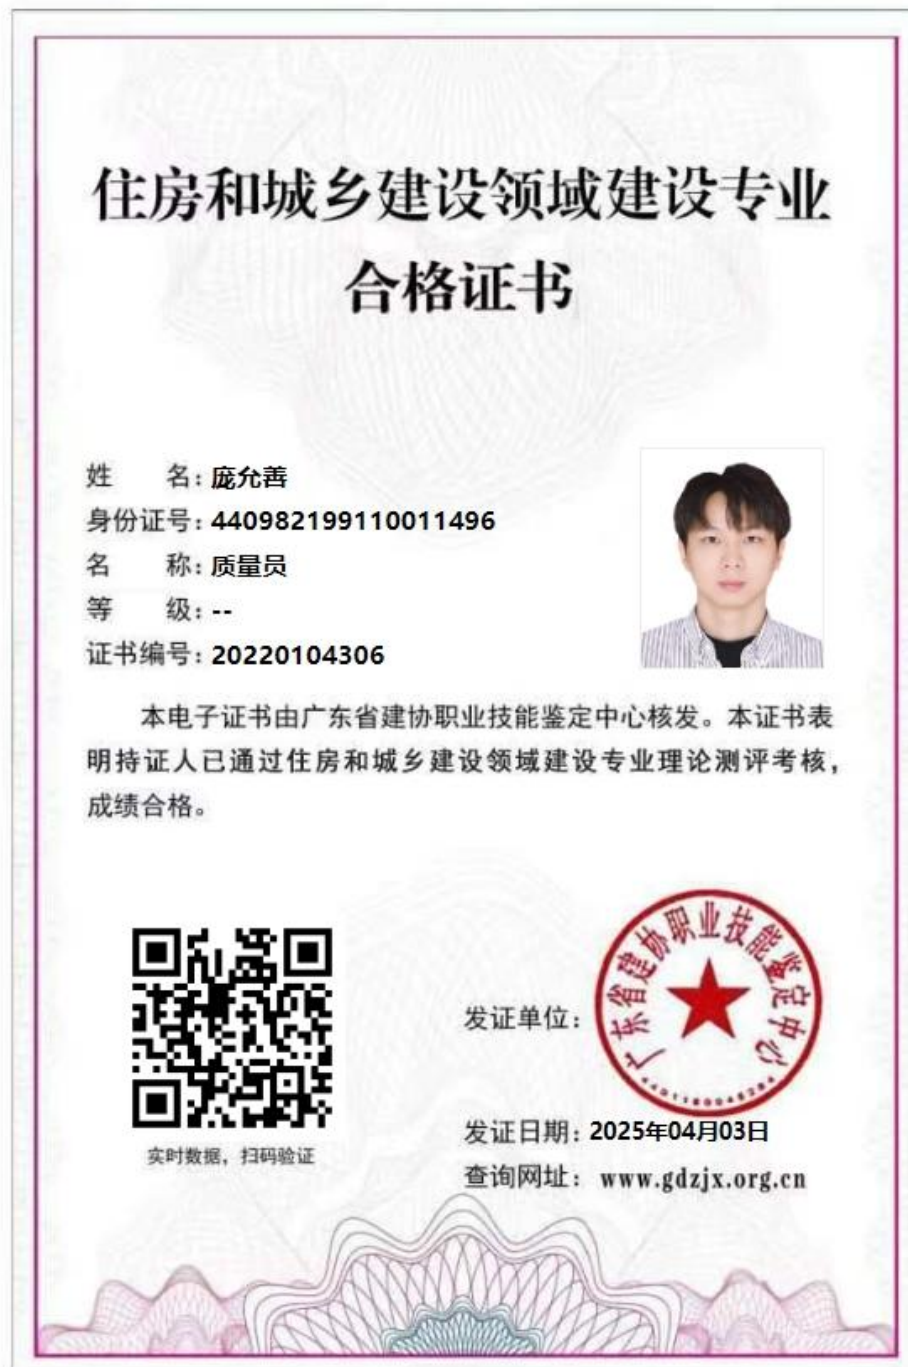 住房和城乡建设领域建设专业
合格证书
姓 名：庞允善
身份证号：440982199110011496
名 称：质量员
等 级：--
证书编号：20220104306
本电子证书由广东省建协职业技能鉴定中心核发。本证书表
明持证人已通过住房和城乡建设领域建设专业理论测评考核，
成绩合格。
广东省建协职业技能鉴定中心
发证单位：
发证日期：2025年04月03日
实时数据，扫码验证
查询网址：www.gdzjx.org.cn